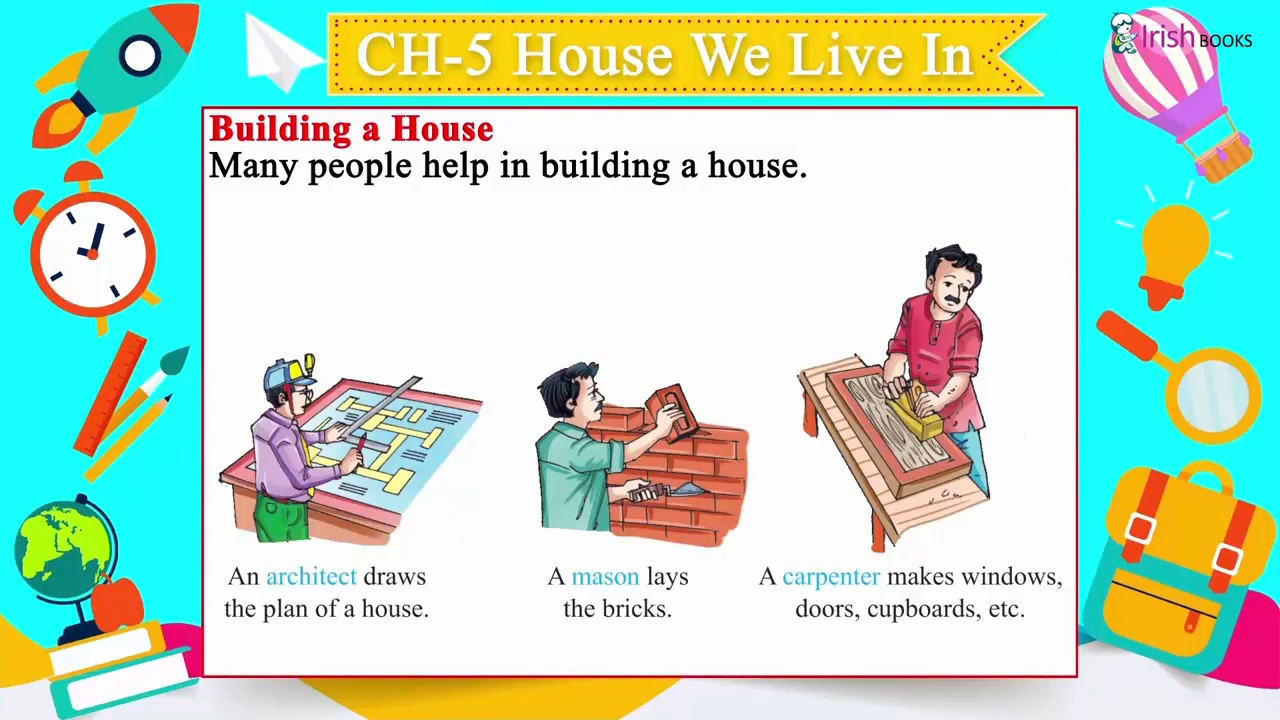 CH-5 House We Live In
Irish BOOKS
Building a House
Many people help in building a house.
An architect draws
the plan of a house.
A mason lays
the bricks.
A carpenter makes windows,
doors, cupboards, etc.